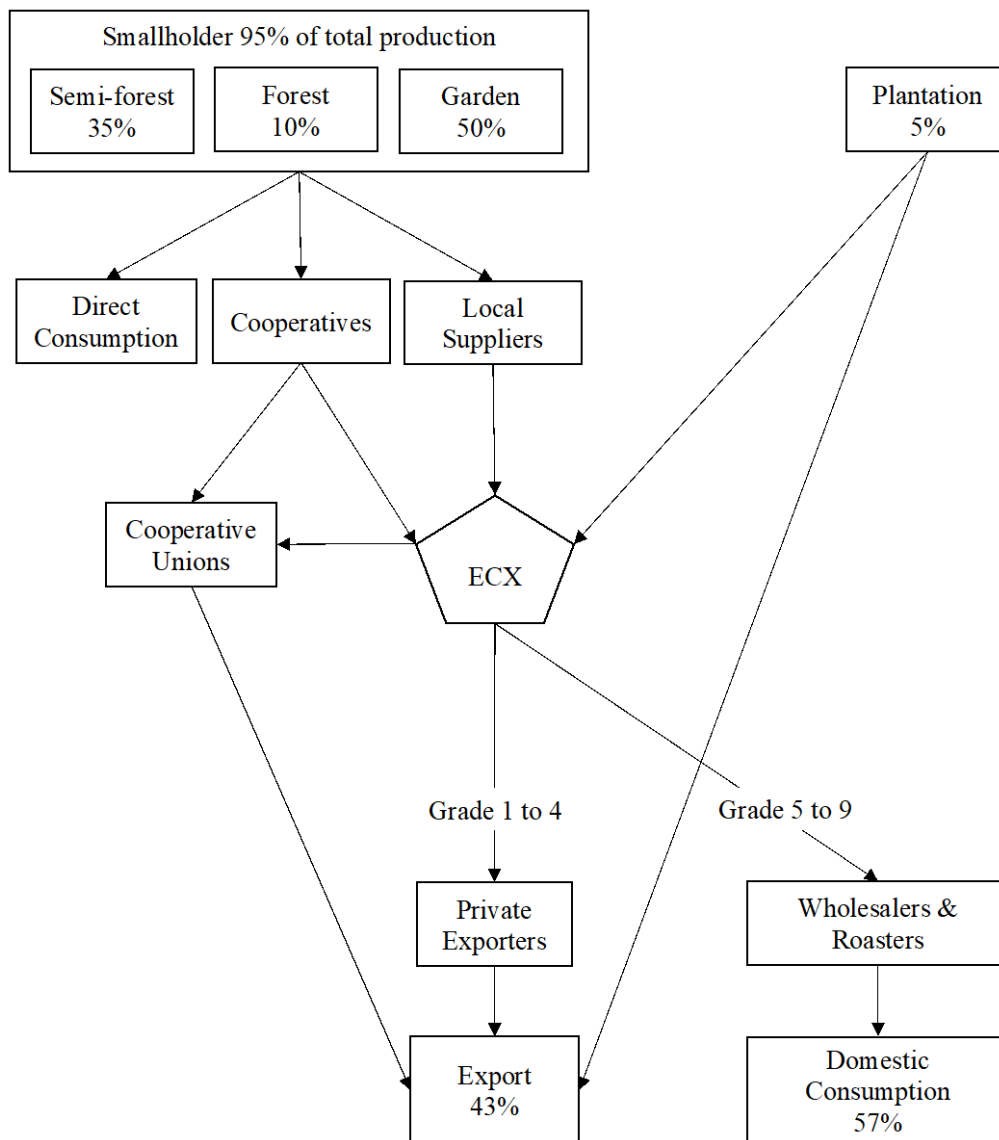 Smallholder 95% of total production
Semi-forest
35%
Forest
10%
Garden
50%
Plantation
5%
Direct
Consumption
Cooperatives
Local
Suppliers
Cooperative
Unions
ECX
Grade 1 to 4
Grade 5 to 9
Private
Exporters
Wholesalers &
Roasters
Export
43%
Domestic
Consumption
57%